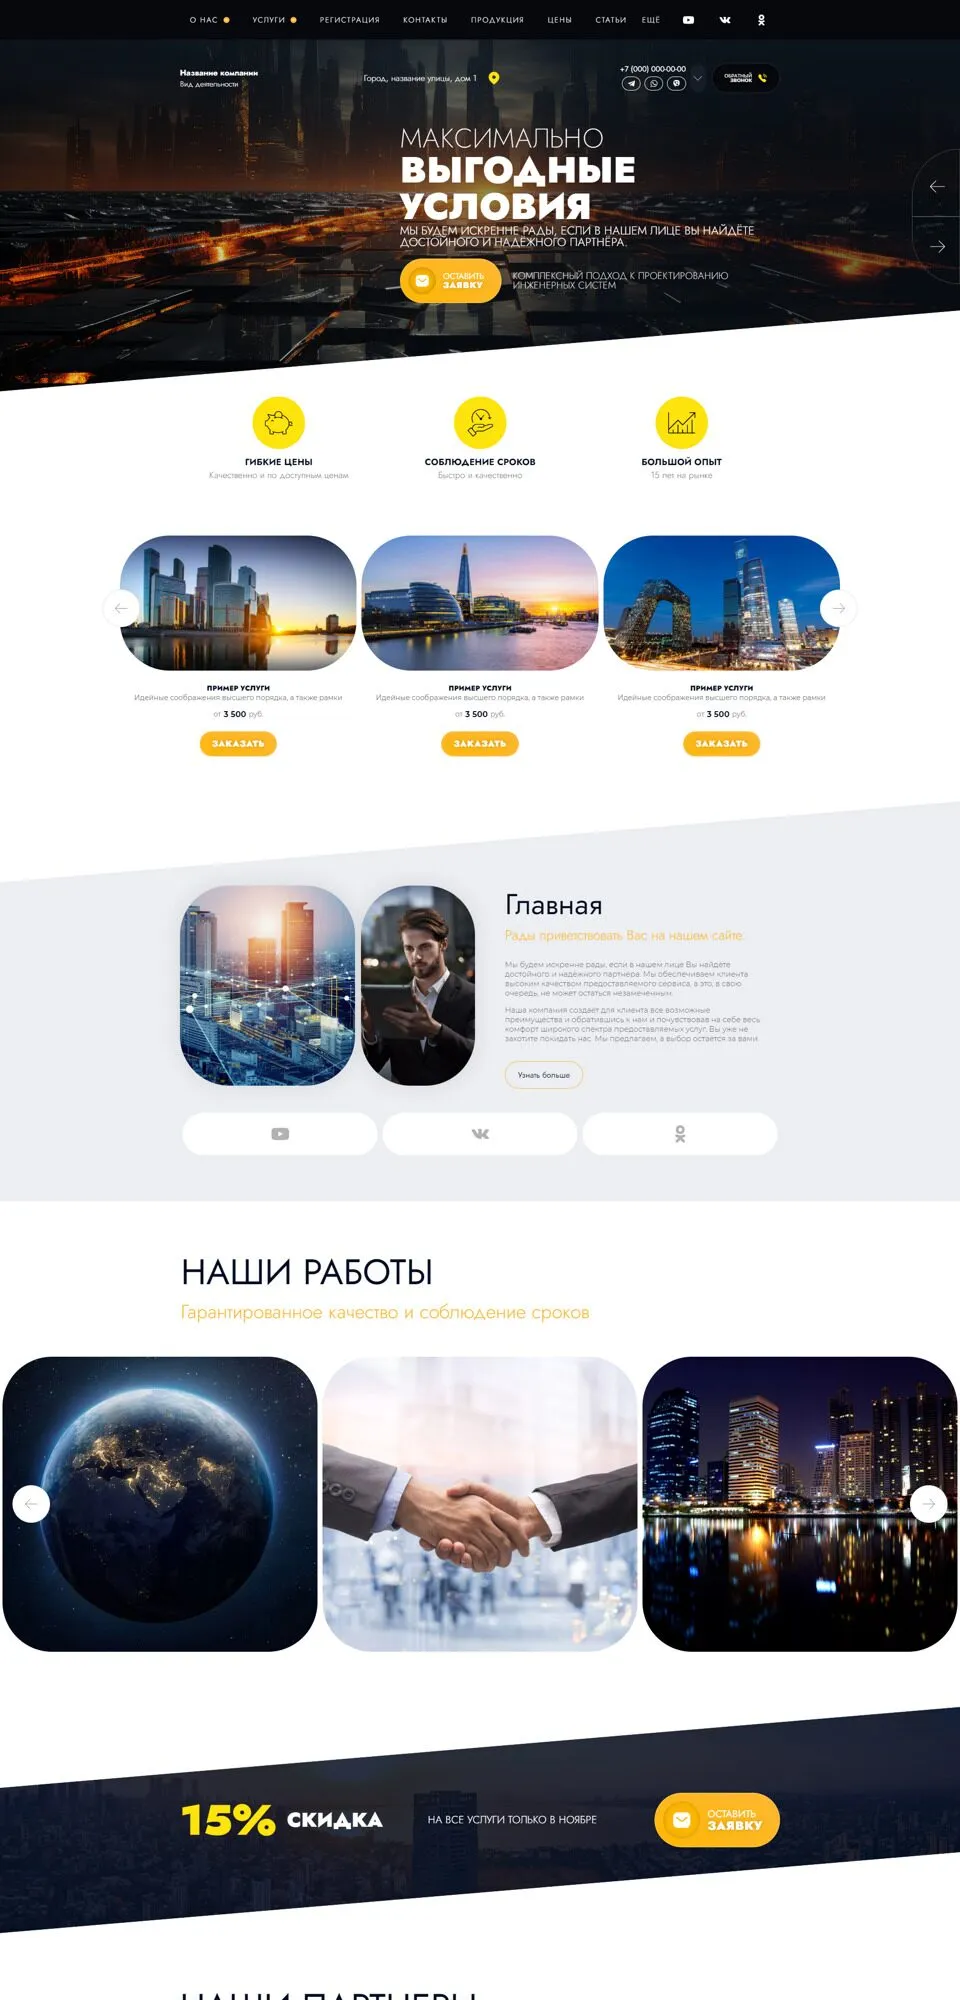 О НАС
УСЛУГИ
РЕГИСТРАЦИЯ
КОНТАКТЫ
ПРОДУКЦИЯ
ЦЕНЫ
СТАТЬИ
ЕЩЁ
Название компании
Вид деятельности
Город, название улицы, дом 1
+7 (000) 000-00-00
ОБРАТНЫЙ
ЗВОНОК
МАКСИМАЛЬНО
ВЫГОДНЫЕ
УСЛОВИЯ
МЫ БУДЕМ ИСКРЕННЕ РАДЫ, ЕСЛИ В НАШЕМ ЛИЦЕ ВЫ НАЙДЁТЕ
ДОСТОЙНОГО И НАДЁЖНОГО ПАРТНЁРА.
ОСТАВИТЬ
ЗАЯВКУ
КОМПЛЕКСНЫЙ ПОДХОД К ПРОЕКТИРОВАНИЮ
ИНЖЕНЕРНЫХ СИСТЕМ
ГИБКИЕ ЦЕНЫ
Качественно и по доступным ценам
СОБЛЮДЕНИЕ СРОКОВ
Быстро и качественно
БОЛЬШОЙ ОПЫТ
15 лет на рынке
ПРИМЕР УСЛУГИ
Идейные соображения высшего порядка, а также рамки
от 3 500 руб.
ЗАКАЗАТЬ
ПРИМЕР УСЛУГИ
Идейные соображения высшего порядка, а также рамки
от 3 500 руб.
ЗАКАЗАТЬ
ПРИМЕР УСЛУГИ
Идейные соображения высшего порядка, а также рамки
от 3 500 руб.
ЗАКАЗАТЬ
Главная
Рады приветствовать Вас на нашем сайте.
Мы будем искренне рады, если в нашем лице Вы найдёте
достойного и надёжного партнера. Мы обеспечиваем клиента
высоким качеством предоставляемого сервиса, а это, в свою
очередь, не может остаться незамеченным.
Наша компания создаёт для клиента все возможные
преимущества и обратившись к нам и почувствовав на себе весь
комфорт широкого спектра предоставляемых услуг, Вы уже не
захотите покидать нас. Мы предлагаем, а выбор остаётся за вами.
Узнать больше
НАШИ РАБОТЫ
Гарантированное качество и соблюдение сроков
15% СКИДКА
НА ВСЕ УСЛУГИ ТОЛЬКО В НОЯБРЕ
ОСТАВИТЬ
ЗАЯВКУ
НАШИ ПАРТНЕРЫ